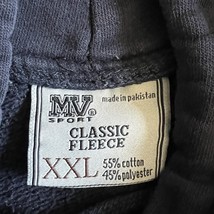 MV
SPORT
made in pakistan
CLASSIC
FLEECE
XXL
55% cotton
45% polyester